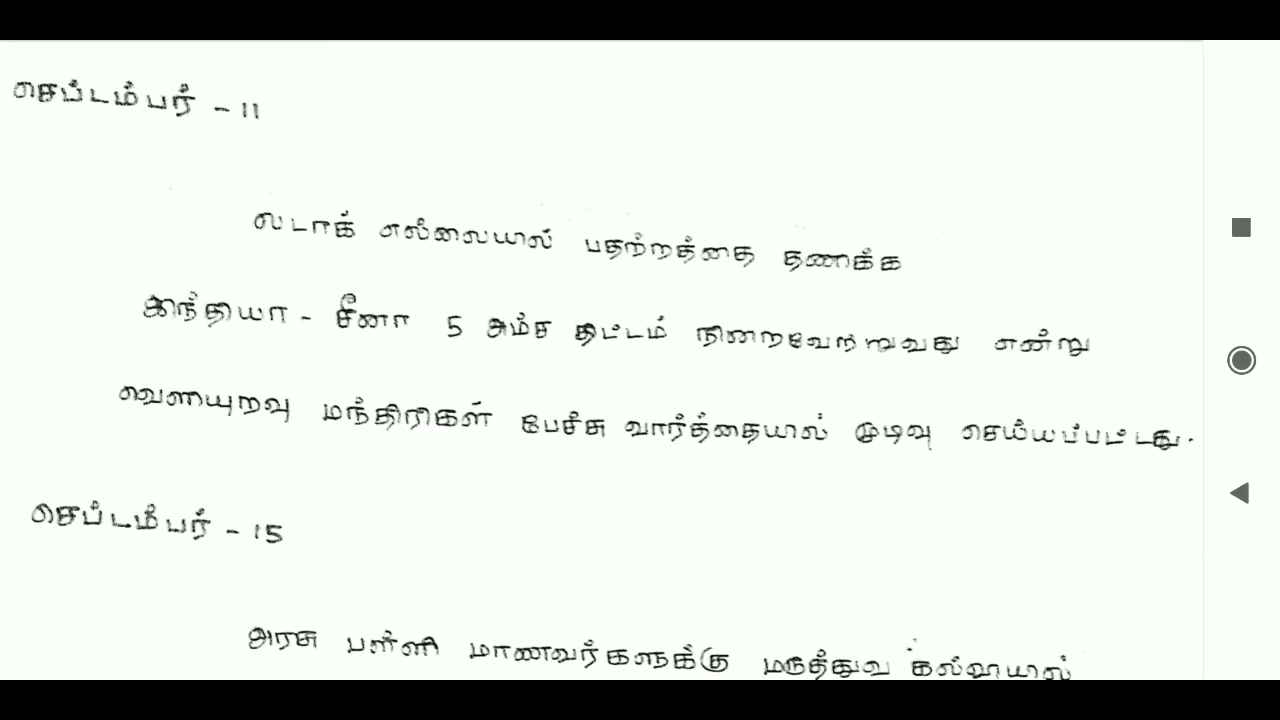 செப்டம்பர் - 11
லடாக் எல்லையில் பதற்றத்தை தணிக்க
இந்தியா - சீனா 5 அம்ச திட்டம் நிறைவேற்றுவது என்று
வெளியுறவு மந்திரிகள் பேச்சு வார்த்தையில் முடிவு செய்யப்பட்டது.
செப்டம்பர் - 15
அரசு பள்ளி மாணவர்களுக்கு மருத்துவ கல்வியில்